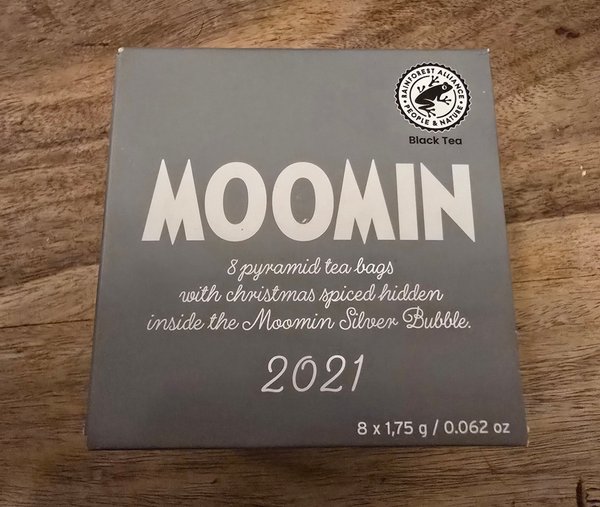 RAINFOREST ALLIANCE
PEOPLE & NATURE
Black Tea
MOOMIN
8 pyramid tea bags
with christmas spiced hidden
inside the Moomin Silver Bubble.
2021
8 x 1,75 g / 0.062 oz